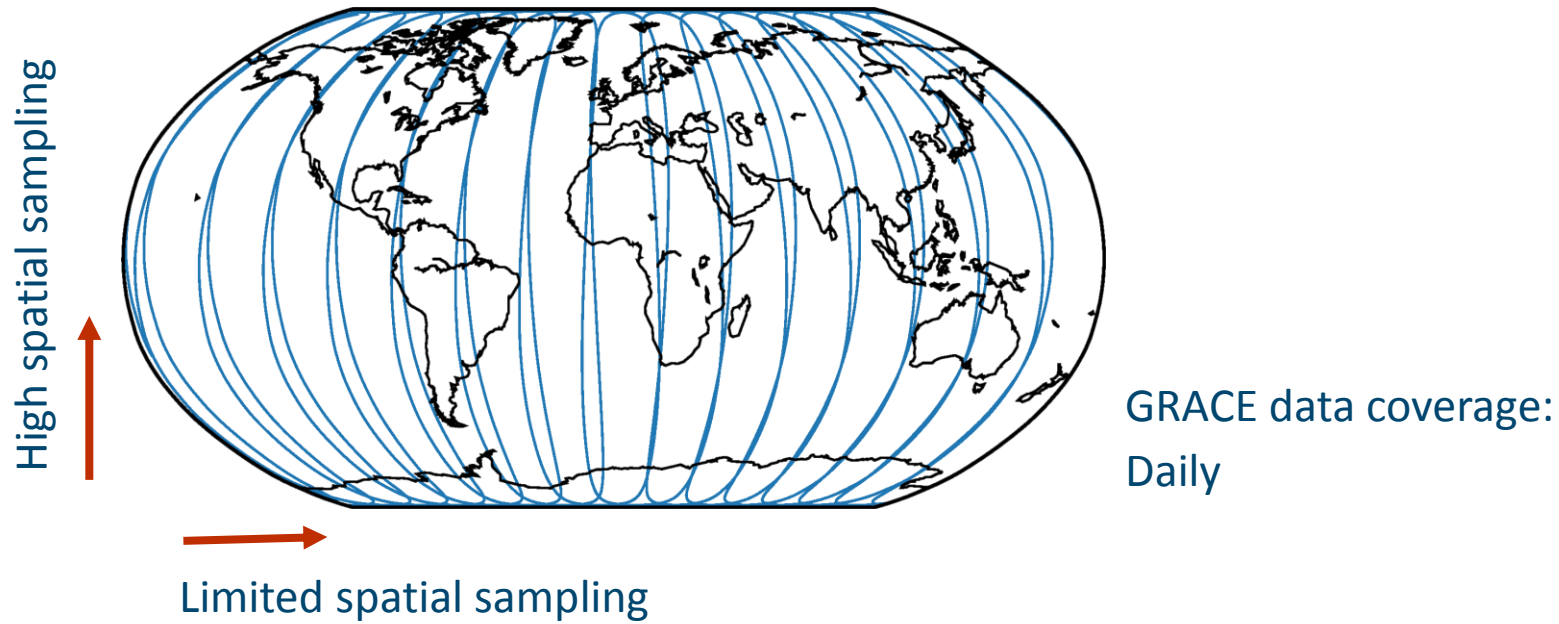 High spatial sampling
GRACE data coverage:
Daily
Limited spatial sampling